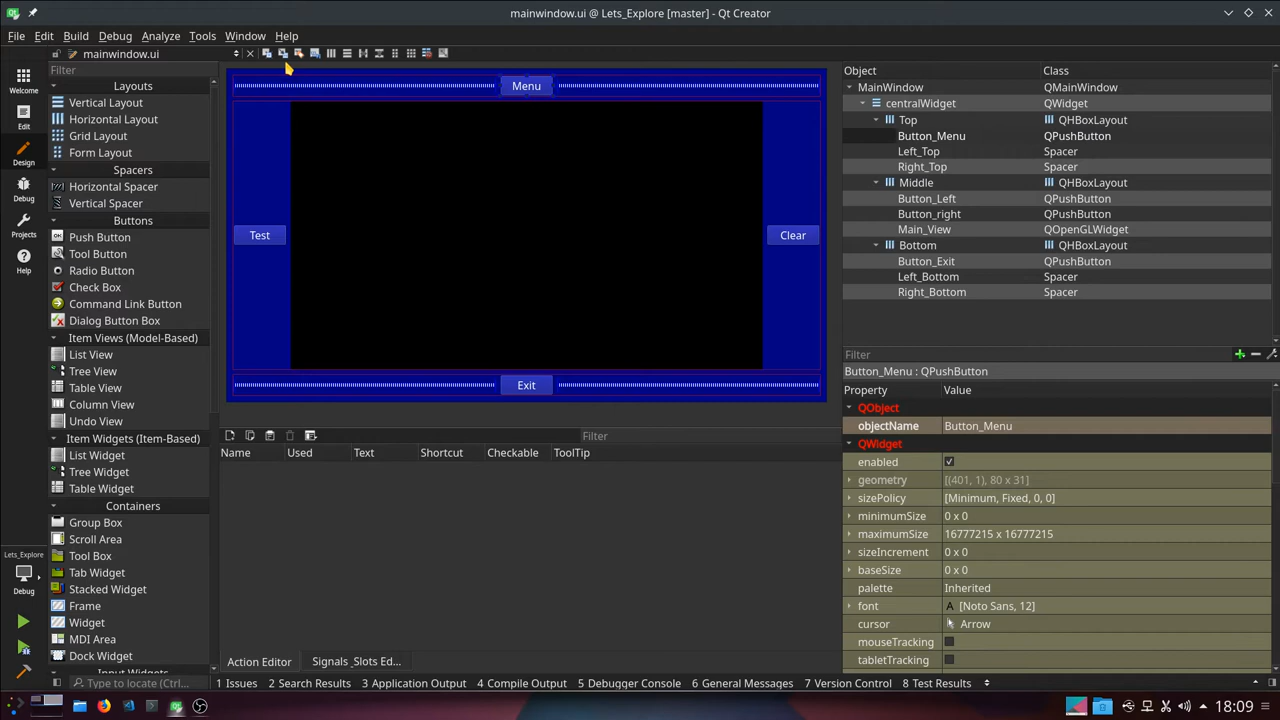 mainwindow.ui @ Lets_Explore [master] - Qt Creator
File Edit Build Debug Analyze Tools Window Help
mainwindow.ui
Welcome
Edit
Design
Debug
Projects
Help
Lets_Explore
Debug
Filter
Layouts
Vertical Layout
Horizontal Layout
Grid Layout
Form Layout
Spacers
Horizontal Spacer
Vertical Spacer
Buttons
Push Button
Tool Button
Radio Button
Check Box
Command Link Button
Dialog Button Box
Item Views (Model-Based)
List View
Tree View
Table View
Column View
Undo View
Item Widgets (Item-Based)
List Widget
Tree Widget
Table Widget
Containers
Group Box
Scroll Area
Tool Box
Tab Widget
Stacked Widget
Frame
Widget
MDI Area
Dock Widget
Input Widgets
Menu
Test
Clear
Exit
Filter
Name Used Text Shortcut Checkable ToolTip
Action Editor Signals _Slots Ed...
Object Class
MainWindow QMainWindow
centralWidget QWidget
Top QHBoxLayout
Button_Menu QPushButton
Left_Top Spacer
Right_Top Spacer
Middle QHBoxLayout
Button_Left QPushButton
Button_right QPushButton
Main_View QOpenGLWidget
Bottom QHBoxLayout
Button_Exit QPushButton
Left_Bottom Spacer
Right_Bottom Spacer
Filter
Button_Menu : QPushButton
Property Value
QObject
objectName Button_Menu
QWidget
enabled
geometry [(401, 1), 80 x 31]
sizePolicy [Minimum, Fixed, 0, 0]
minimumSize 0 x 0
maximumSize 16777215 x 16777215
sizeIncrement 0 x 0
baseSize 0 x 0
palette Inherited
font A [Noto Sans, 12]
cursor Arrow
mouseTracking
tabletTracking
Type to locate (Ctrl...
1 Issues 2 Search Results 3 Application Output 4 Compile Output 5 Debugger Console 6 General Messages 7 Version Control 8 Test Results
18:09